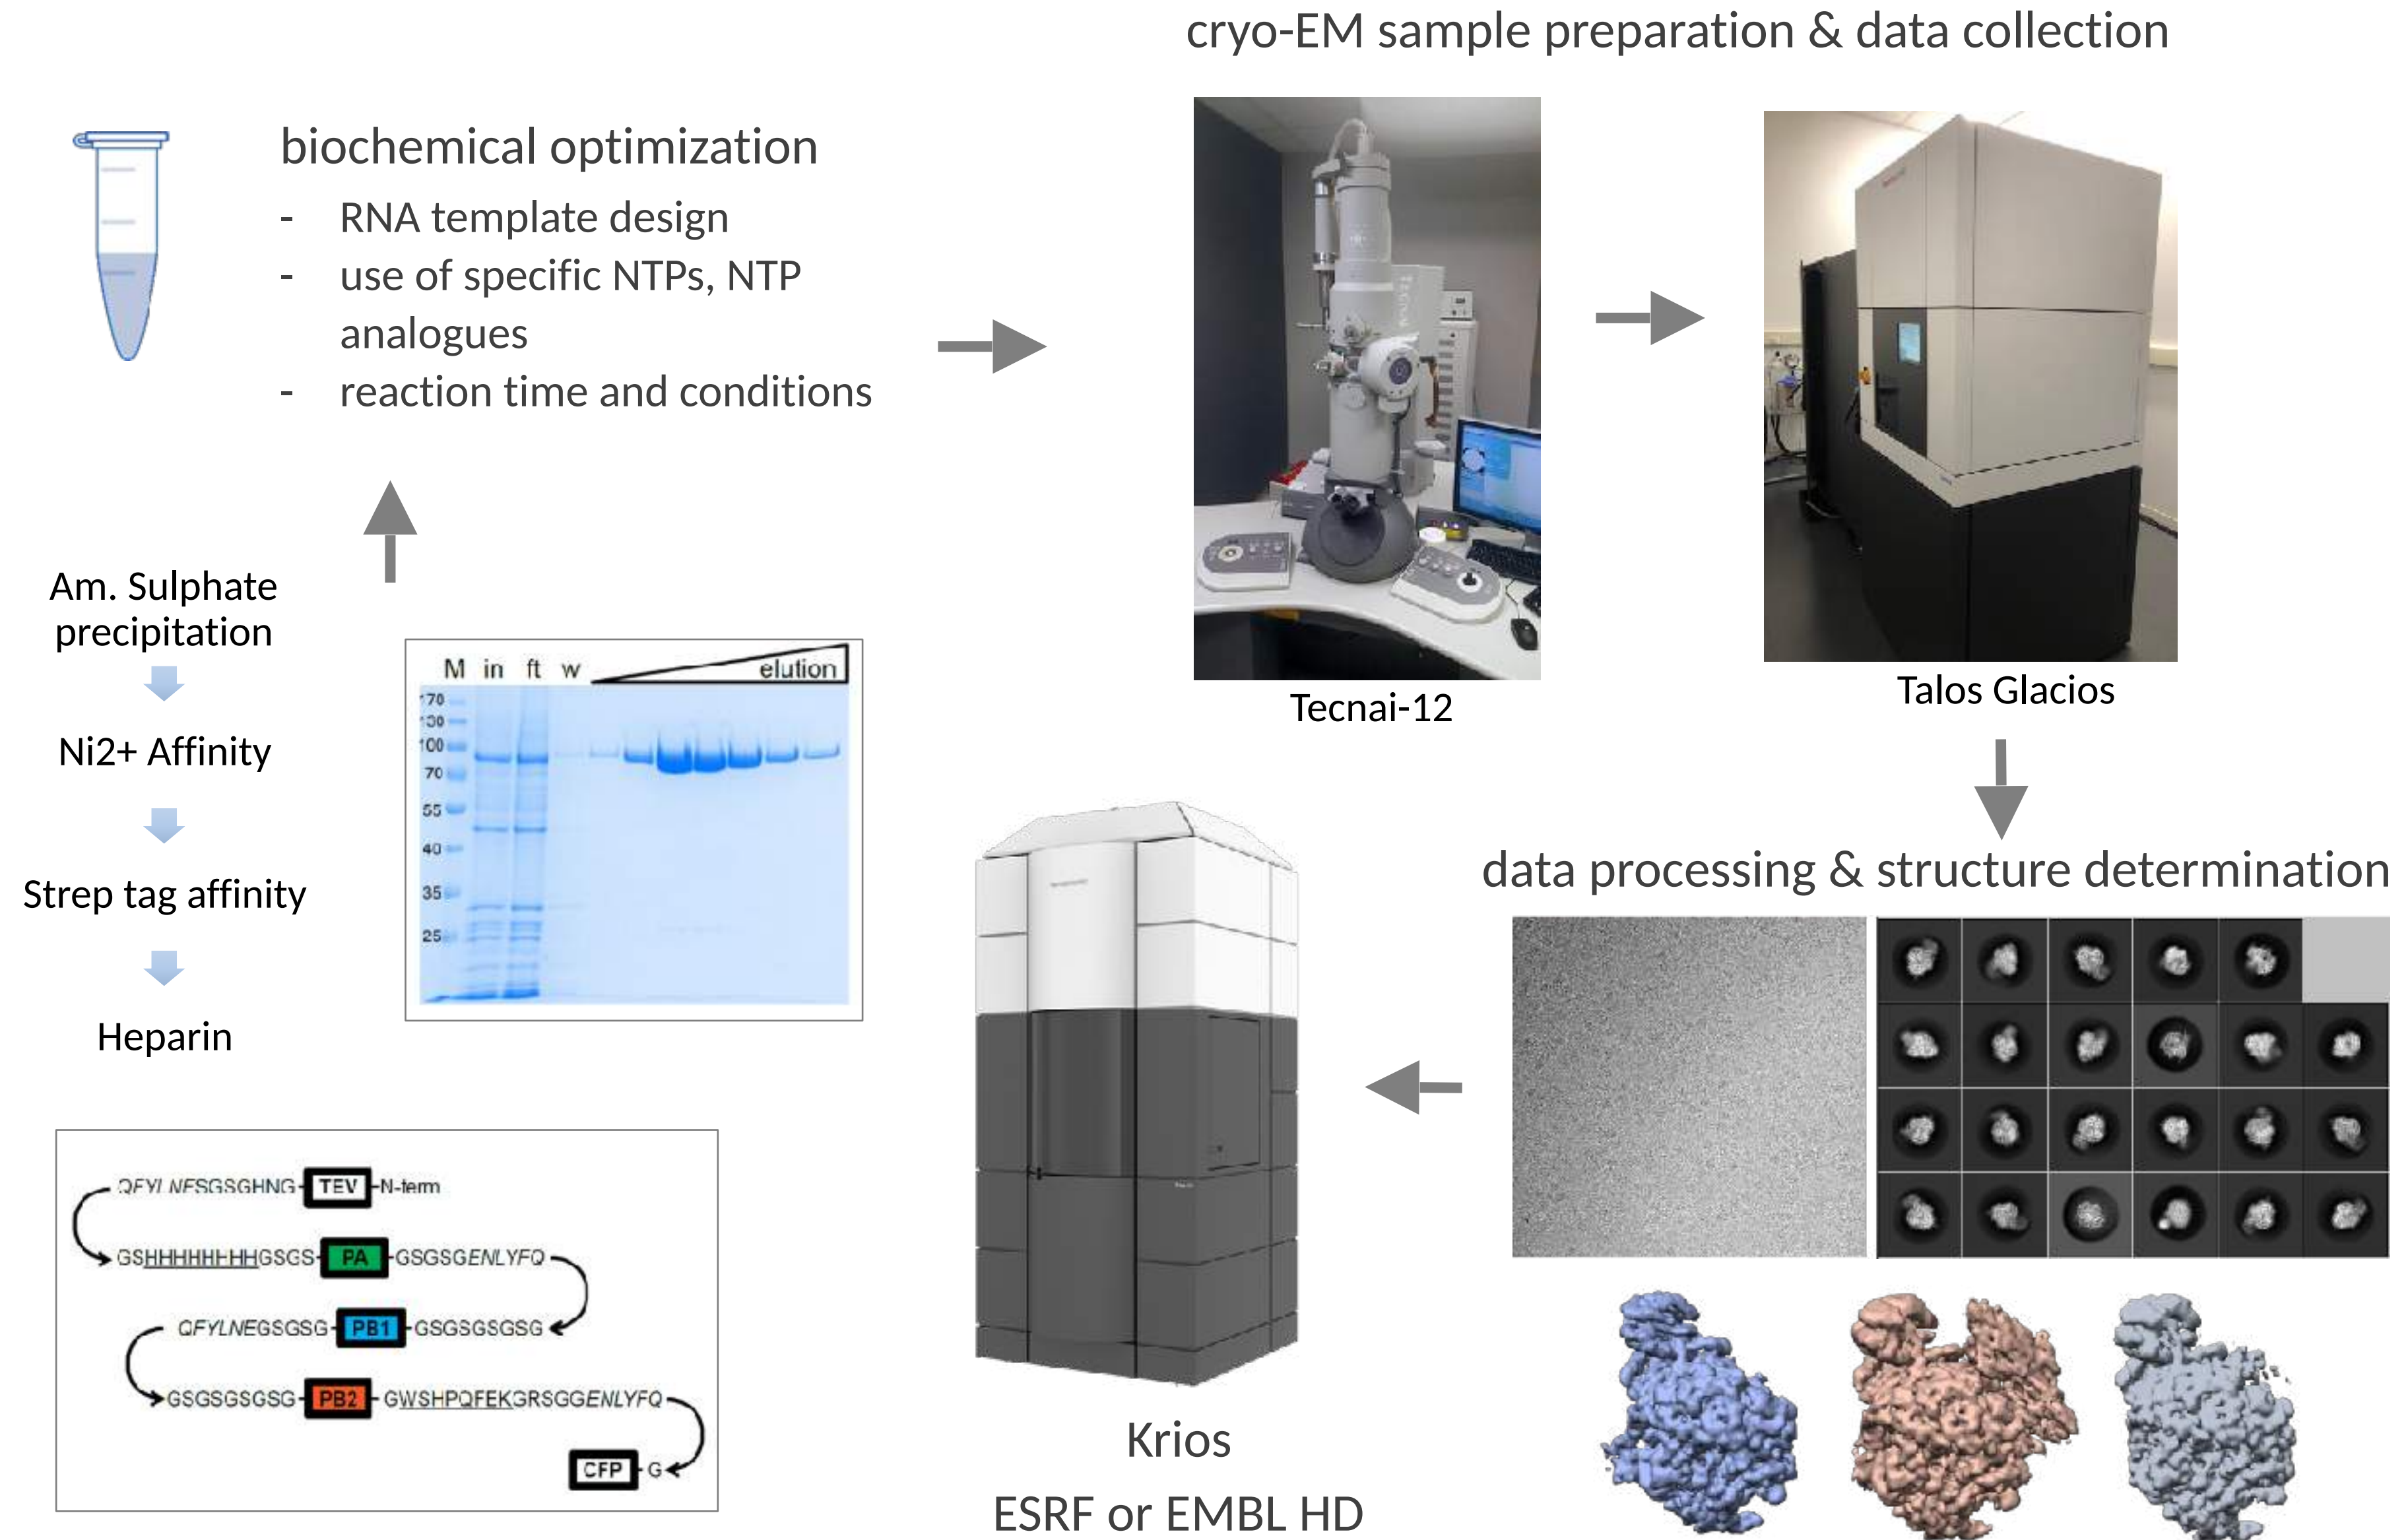 cryo-EM sample preparation & data collection
biochemical optimization
- RNA template design
- use of specific NTPs, NTP
analogues
- reaction time and conditions
Am. Sulphate
precipitation
Ni2+ Affinity
Strep tag affinity
Heparin
M in ft w elution
170
130
100
70
55
40
35
25
Tecnai-12
Talos Glacios
data processing & structure determination
QFYLNESGSGHNG-TEV-N-term
GSHHHHHHHHGSGS-PA-GSGSGENLYFQ
QFYLNEGSGSG-PB1-GSGSGSGSG
GSGSGSGSG-PB2-GWSHPQFEKGRSGGENLYFQ
CFP-G
Krios
ESRF or EMBL HD